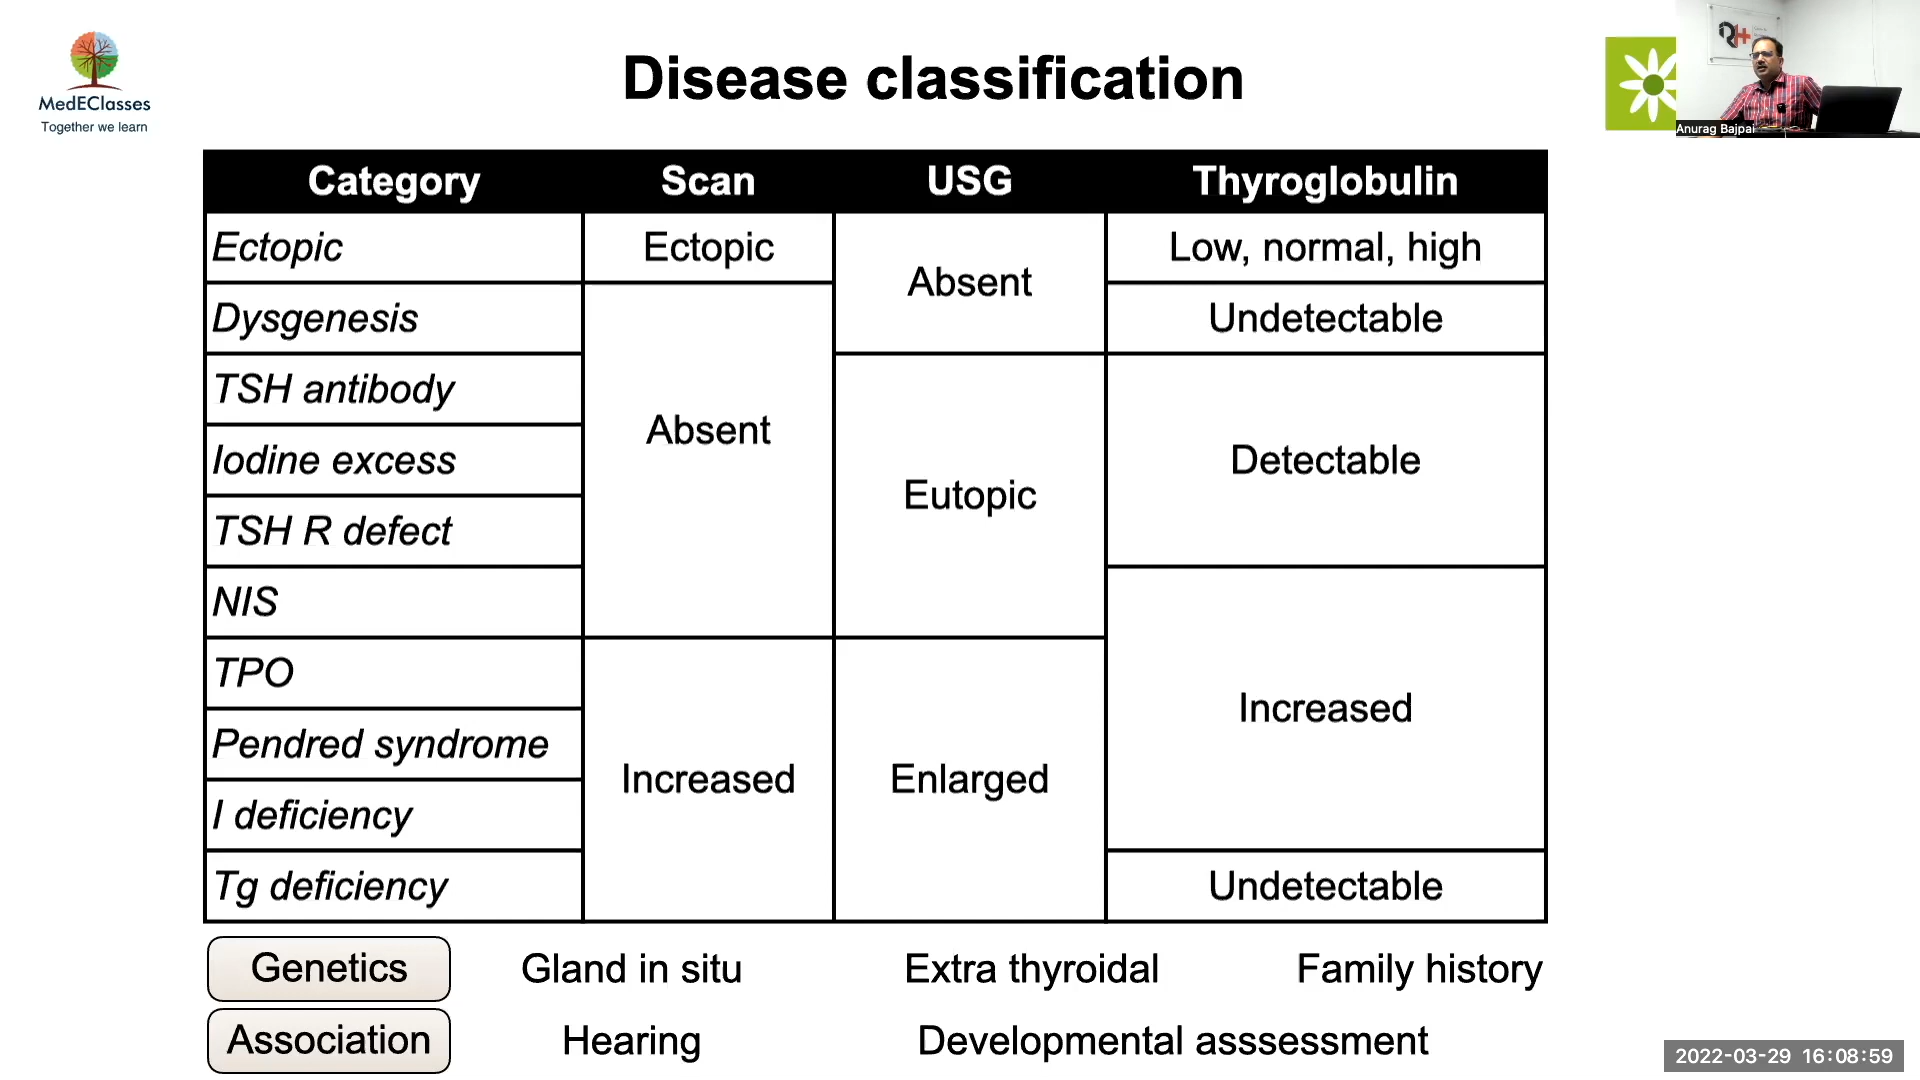 MedEClasses
Together we learn
Disease classification
Anurag Bajpai
Category Scan USG Thyroglobulin
Ectopic Ectopic Absent Low, normal, high
Dysgenesis Absent Undetectable
TSH antibody Eutopic Detectable
Iodine excess
TSH R defect
NIS Increased
TPO Increased Enlarged
Pendred syndrome
I deficiency
Tg deficiency Undetectable
Genetics Gland in situ Extra thyroidal Family history
Association Hearing Developmental asssessment
2022-03-29 16:08:59